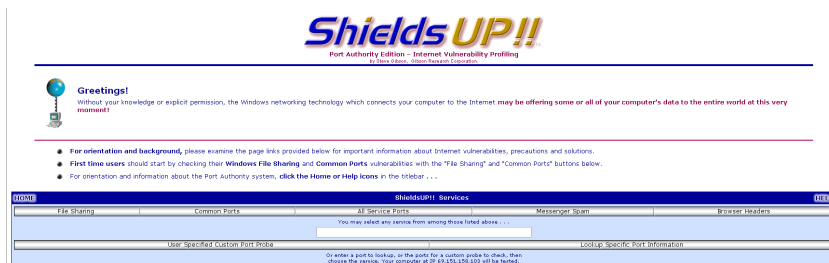 ShieldsUP!!
Port Authority Edition – Internet Vulnerability Profiling
by Steve Gibson, Gibson Research Corporation.
Greetings!
Without your knowledge or explicit permission, the Windows networking technology which connects your computer to the Internet may be offering some or all of your computer's data to the entire world at this very
moment!
For orientation and background, please examine the page links provided below for important information about Internet vulnerabilities, precautions and solutions.
First time users should start by checking their Windows File Sharing and Common Ports vulnerabilities with the "File Sharing" and "Common Ports" buttons below.
For orientation and information about the Port Authority system, click the Home or Help icons in the titlebar . . .
HOME ShieldsUP!! Services HEL
File Sharing Common Ports All Service Ports Messenger Spam Browser Headers
You may select any service from among those listed above . . .
User Specified Custom Port Probe Lookup Specific Port Information
Or enter a port to lookup, or the ports for a custom probe to check, then
choose the service. Your computer at IP 69.151.156.103 will be tested.